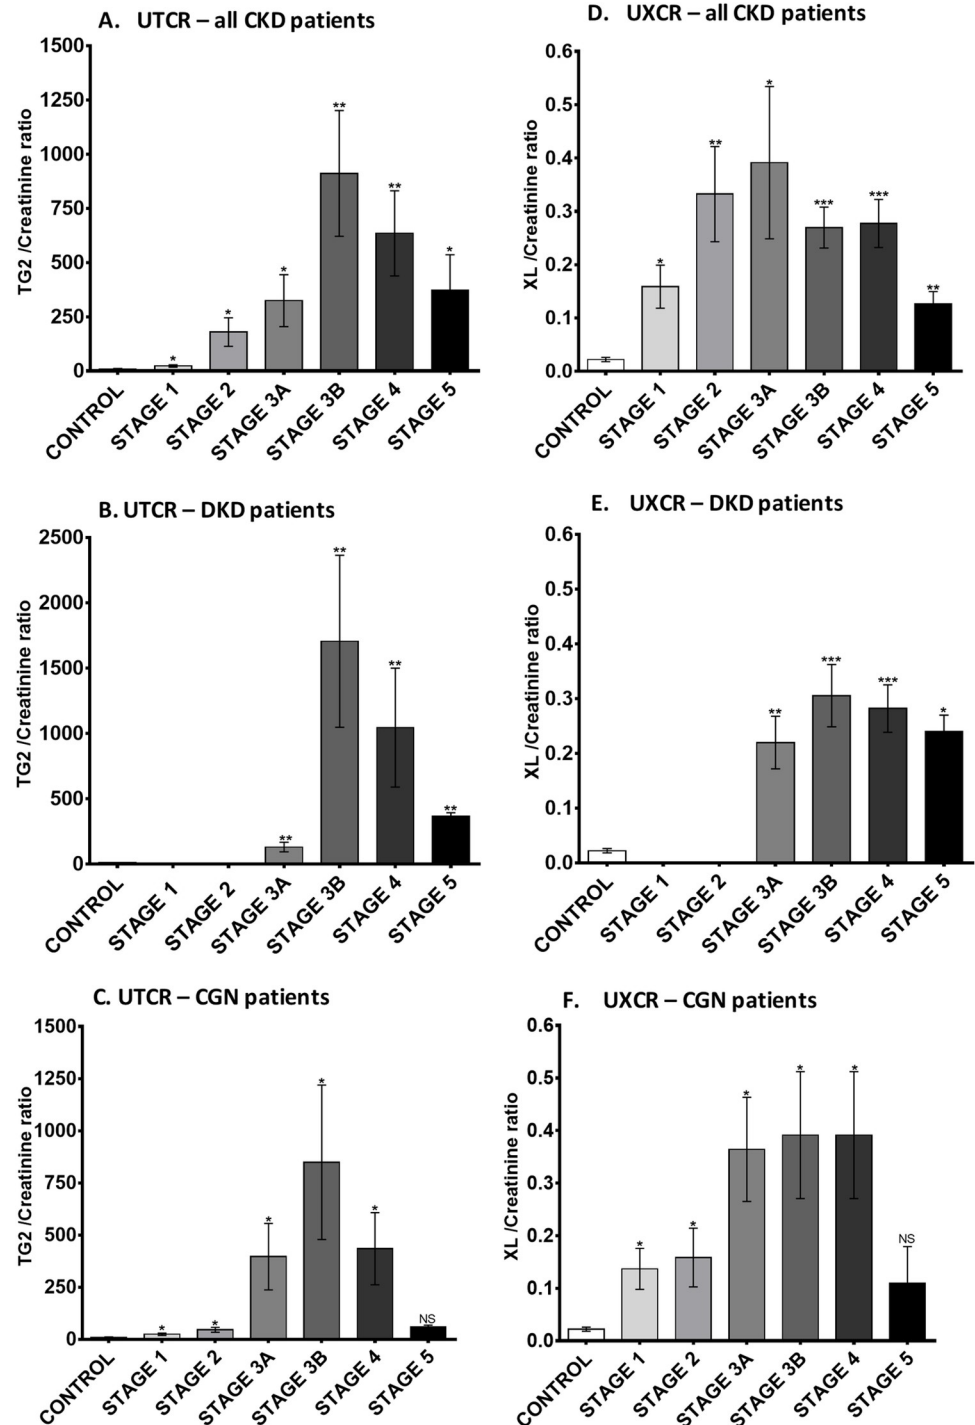 A. UTCR – all CKD patients
TG2 /Creatinine ratio
1500
1250
1000
750
500
250
0
*
*
*
**
**
*
CONTROL
STAGE 1
STAGE 2
STAGE 3A
STAGE 3B
STAGE 4
STAGE 5
D. UXCR – all CKD patients
XL /Creatinine ratio
0.6
0.5
0.4
0.3
0.2
0.1
0.0
*
**
*
***
***
**
CONTROL
STAGE 1
STAGE 2
STAGE 3A
STAGE 3B
STAGE 4
STAGE 5
B. UTCR – DKD patients
TG2 /Creatinine ratio
2500
2000
1500
1000
500
0
**
**
**
**
CONTROL
STAGE 1
STAGE 2
STAGE 3A
STAGE 3B
STAGE 4
STAGE 5
E. UXCR – DKD patients
XL /Creatinine ratio
0.6
0.5
0.4
0.3
0.2
0.1
0.0
**
***
***
*
CONTROL
STAGE 1
STAGE 2
STAGE 3A
STAGE 3B
STAGE 4
STAGE 5
C. UTCR – CGN patients
TG2 /Creatinine ratio
1500
1250
1000
750
500
250
0
*
*
*
*
*
NS
CONTROL
STAGE 1
STAGE 2
STAGE 3A
STAGE 3B
STAGE 4
STAGE 5
F. UXCR – CGN patients
XL /Creatinine ratio
0.6
0.5
0.4
0.3
0.2
0.1
0.0
*
*
*
*
*
NS
CONTROL
STAGE 1
STAGE 2
STAGE 3A
STAGE 3B
STAGE 4
STAGE 5